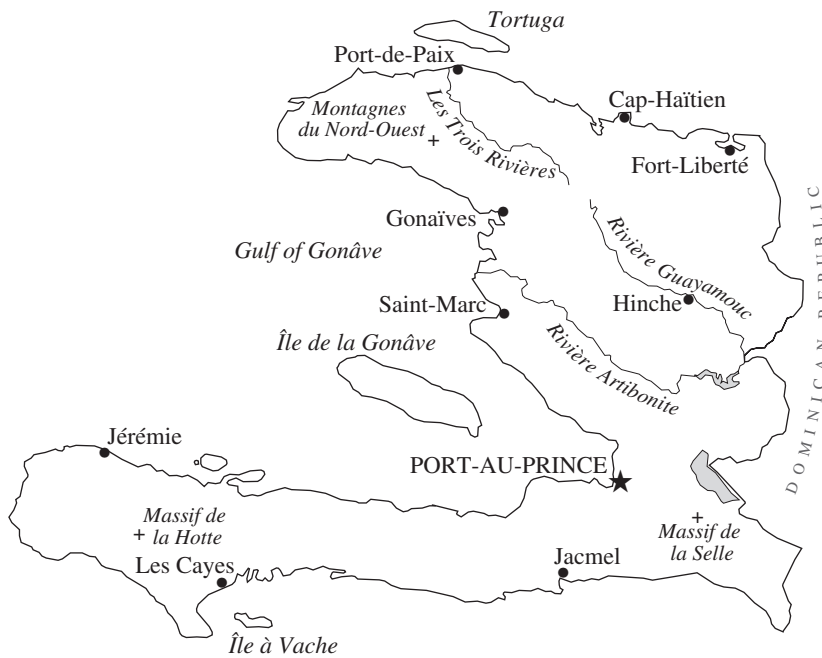 Tortuga
Port-de-Paix
Cap-Haïtien
Montagnes
du Nord-Ouest
Les Trois Rivières
Fort-Liberté
Gonaïves
Rivière Guayamouc
Gulf of Gonâve
Saint-Marc
Hinche
Île de la Gonâve
Rivière Artibonite
DOMINICAN REPUBLIC
Jérémie
PORT-AU-PRINCE
Massif de
la Hotte
Massif de
la Selle
Les Cayes
Jacmel
Île à Vache